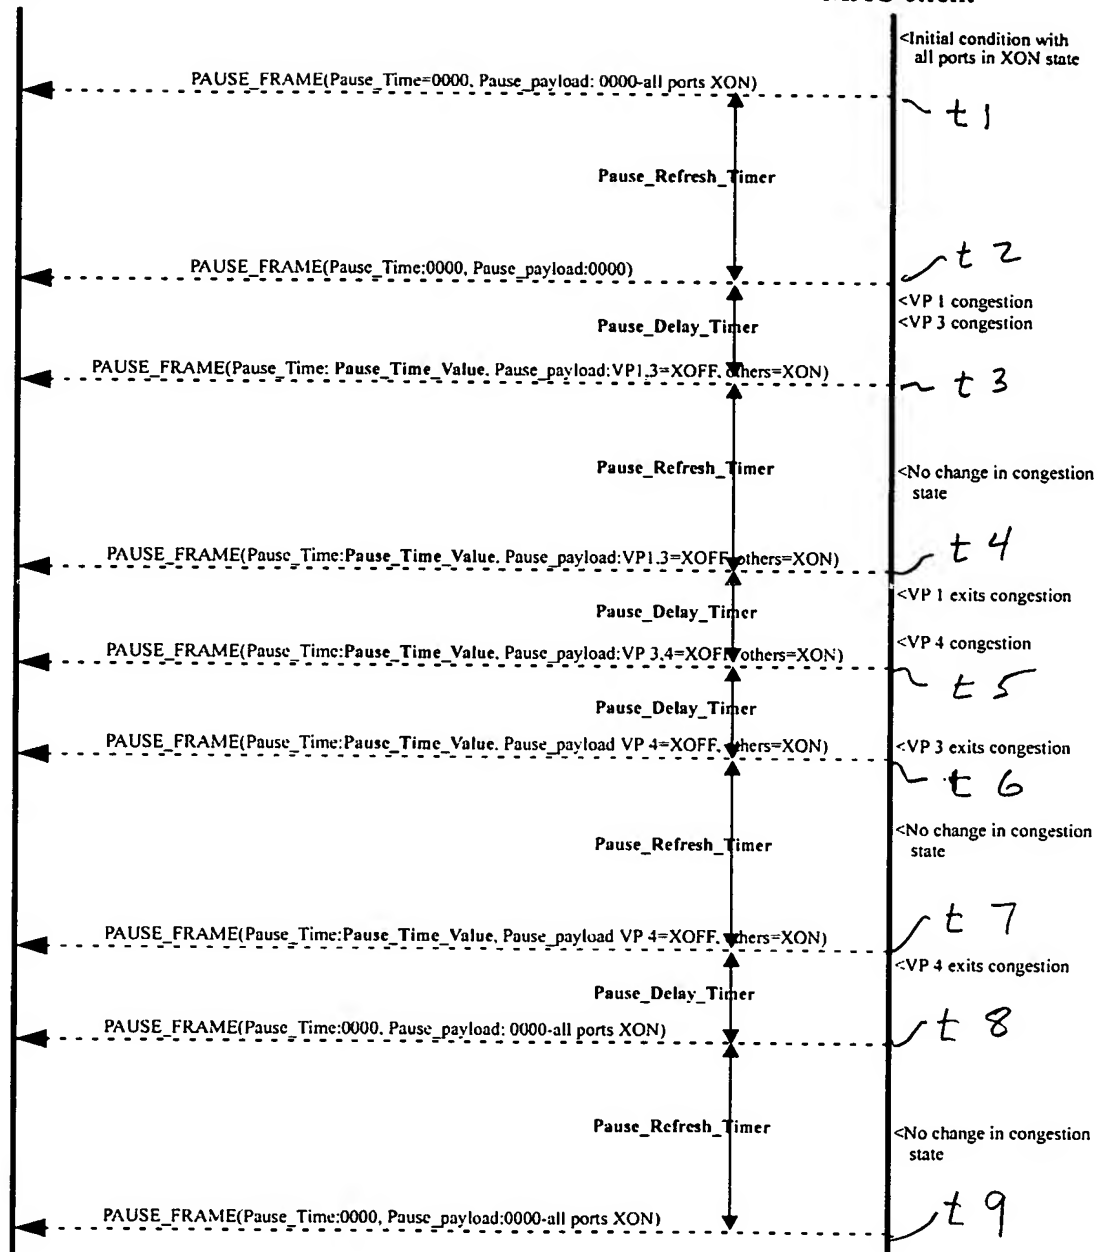 <Initial condition with
all ports in XON state
PAUSE_FRAME(Pause_Time=0000, Pause_payload: 0000-all ports XON)
t1
Pause_Refresh_Timer
t2
PAUSE_FRAME(Pause_Time:0000, Pause_payload:0000)
<VP 1 congestion
<VP 3 congestion
Pause_Delay_Timer
PAUSE_FRAME(Pause_Time: Pause_Time_Value, Pause_payload:VP1,3=XOFF, others=XON)
t3
Pause_Refresh_Timer
<No change in congestion
state
t4
PAUSE_FRAME(Pause_Time:Pause_Time_Value, Pause_payload:VP1,3=XOFF, others=XON)
<VP 1 exits congestion
Pause_Delay_Timer
<VP 4 congestion
PAUSE_FRAME(Pause_Time:Pause_Time_Value, Pause_payload:VP 3,4=XOFF, others=XON)
t5
Pause_Delay_Timer
PAUSE_FRAME(Pause_Time:Pause_Time_Value, Pause_payload VP 4=XOFF, others=XON)
<VP 3 exits congestion
t6
Pause_Refresh_Timer
<No change in congestion
state
t7
PAUSE_FRAME(Pause_Time:Pause_Time_Value, Pause_payload VP 4=XOFF, others=XON)
<VP 4 exits congestion
Pause_Delay_Timer
t8
PAUSE_FRAME(Pause_Time:0000, Pause_payload: 0000-all ports XON)
Pause_Refresh_Timer
<No change in congestion
state
t9
PAUSE_FRAME(Pause_Time:0000, Pause_payload:0000-all ports XON)